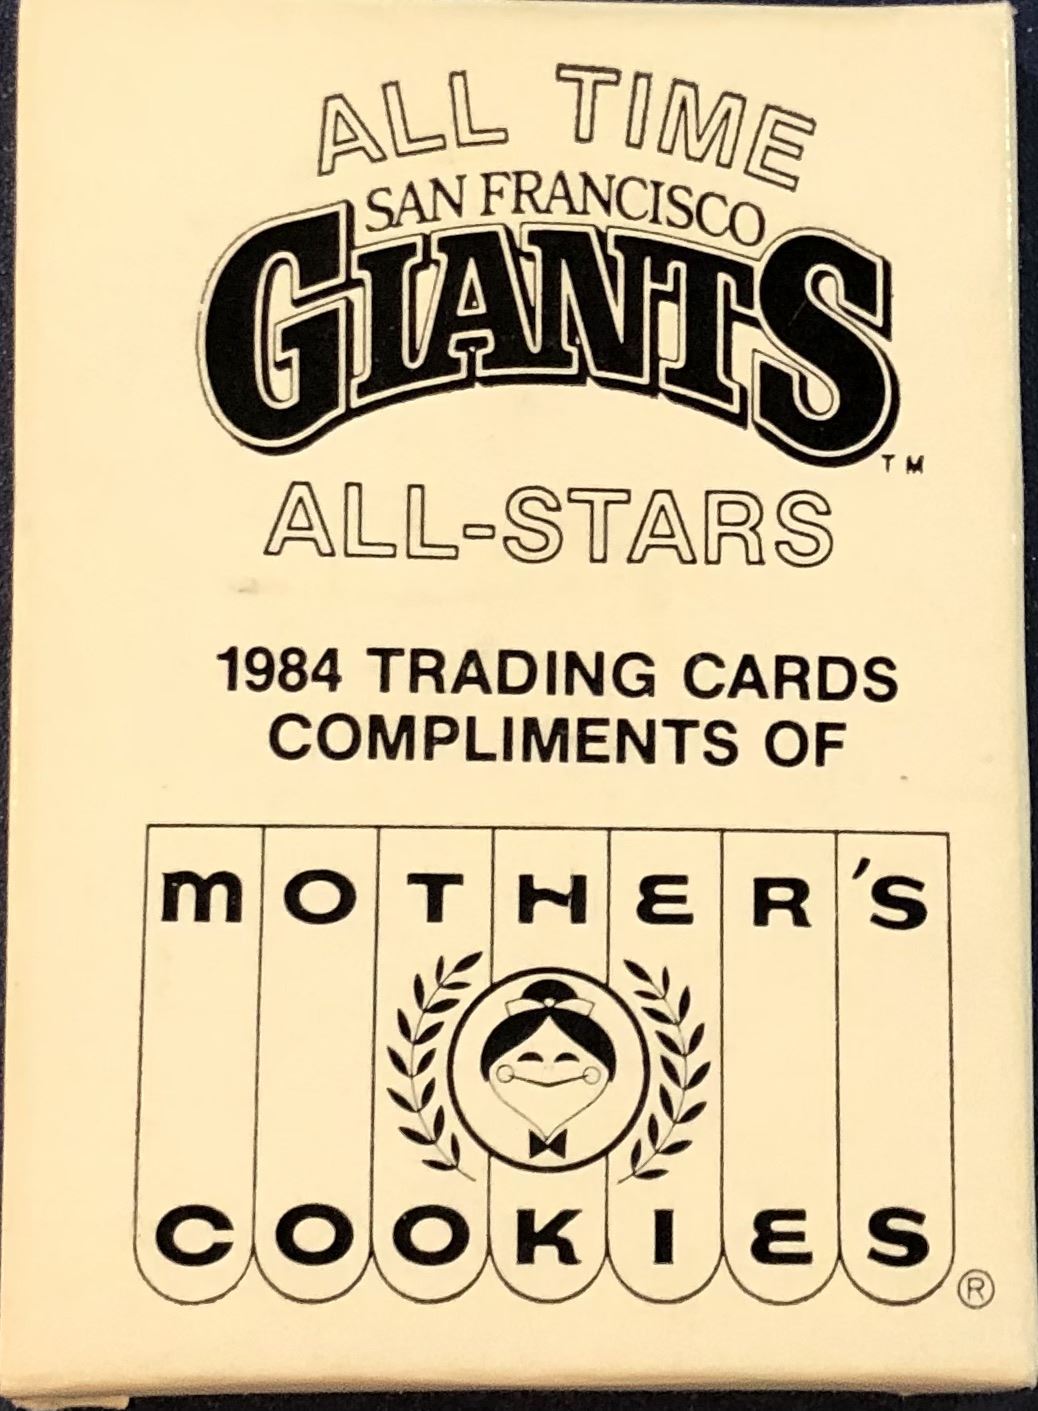 ALL TIME
SAN FRANCISCO
GIANTS
TM
ALL-STARS
1984 TRADING CARDS
COMPLIMENTS OF
MOTHER'S
COOKIES
®